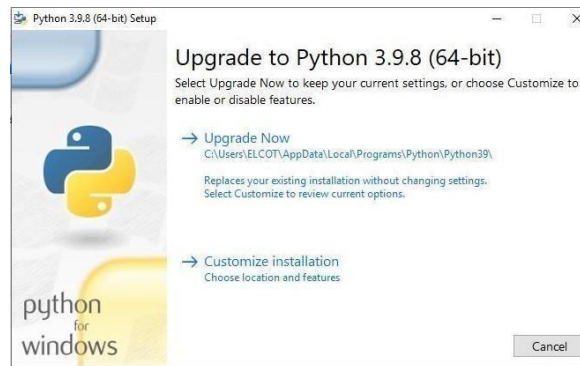 Python 3.9.8 (64-bit) Setup
Upgrade to Python 3.9.8 (64-bit)
Select Upgrade Now to keep your current settings, or choose Customize to
enable or disable features.
Upgrade Now
C:\Users\ELCOT\AppData\Local\Programs\Python\Python39\
Replaces your existing installation without changing settings.
Select Customize to review current options.
Customize installation
Choose location and features
python
for
windows
Cancel